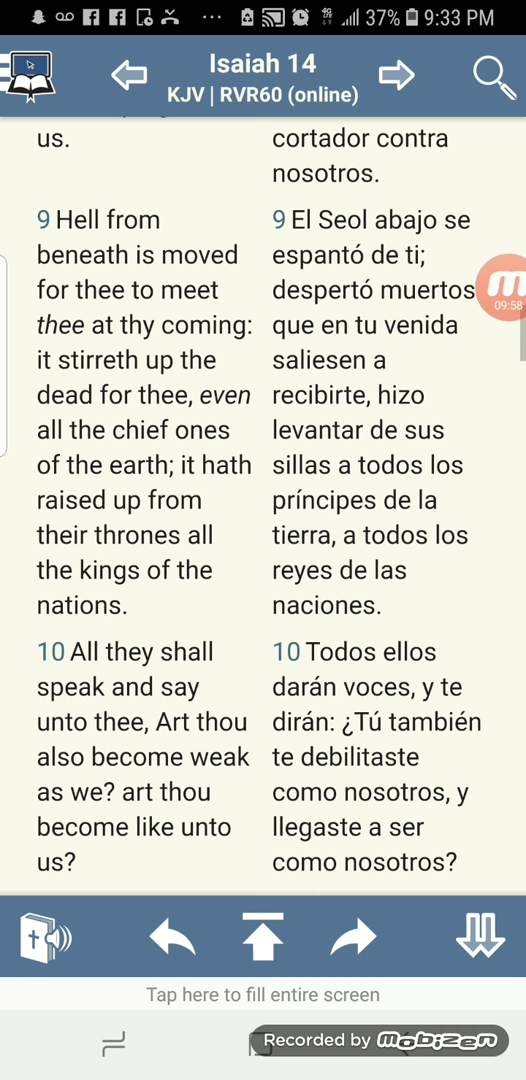 37% 9:33 PM
Isaiah 14
KJV | RVR60 (online)
us.
9 Hell from
beneath is moved
for thee to meet
thee at thy coming:
it stirreth up the
dead for thee, even
all the chief ones
of the earth; it hath
raised up from
their thrones all
the kings of the
nations.
10 All they shall
speak and say
unto thee, Art thou
also become weak
as we? art thou
become like unto
us?
cortador contra
nosotros.
9 El Seol abajo se
espantó de ti;
despertó muertos
que en tu venida
saliesen a
recibirte, hizo
levantar de sus
sillas a todos los
príncipes de la
tierra, a todos los
reyes de las
naciones.
10 Todos ellos
darán voces, y te
dirán: ¿Tú también
te debilitaste
como nosotros, y
llegaste a ser
como nosotros?
09:58
Tap here to fill entire screen
Recorded by mobizen